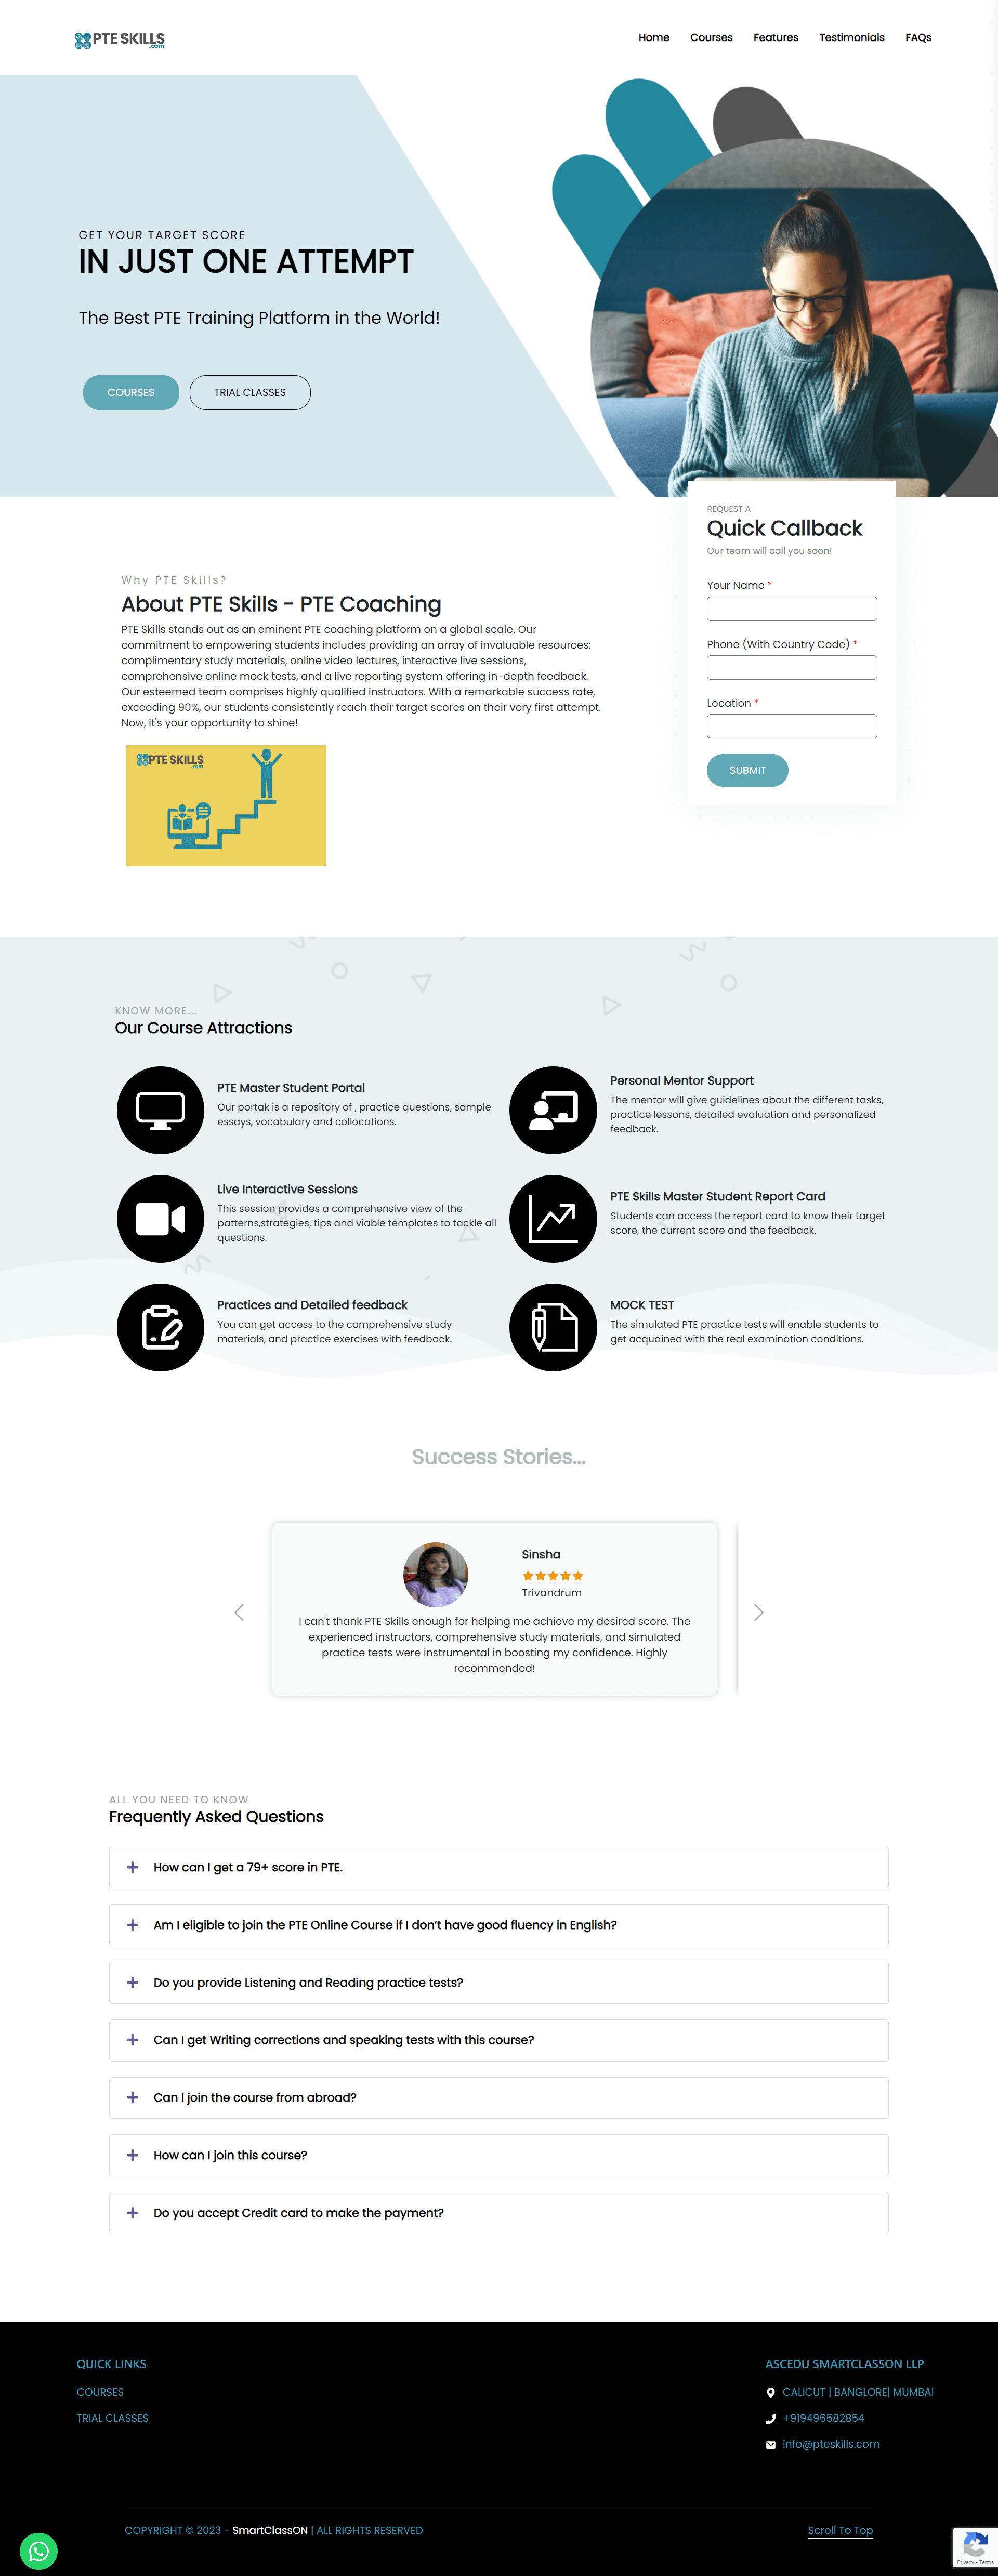 PTE SKILLS
.com
Home Courses Features Testimonials FAQs
GET YOUR TARGET SCORE
IN JUST ONE ATTEMPT
The Best PTE Training Platform in the World!
COURSES TRIAL CLASSES
REQUEST A
Quick Callback
Our team will call you soon!
Your Name *
Phone (With Country Code) *
Location *
SUBMIT
Why PTE Skills?
About PTE Skills - PTE Coaching
PTE Skills stands out as an eminent PTE coaching platform on a global scale. Our
commitment to empowering students includes providing an array of invaluable resources:
complimentary study materials, online video lectures, interactive live sessions,
comprehensive online mock tests, and a live reporting system offering in-depth feedback.
Our esteemed team comprises highly qualified instructors. With a remarkable success rate,
exceeding 90%, our students consistently reach their target scores on their very first attempt.
Now, it's your opportunity to shine!
PTE SKILLS
.com
KNOW MORE...
Our Course Attractions
PTE Master Student Portal
Our portak is a repository of , practice questions, sample
essays, vocabulary and collocations.
Personal Mentor Support
The mentor will give guidelines about the different tasks,
practice lessons, detailed evaluation and personalized
feedback.
Live Interactive Sessions
This session provides a comprehensive view of the
patterns,strategies, tips and viable templates to tackle all
questions.
PTE Skills Master Student Report Card
Students can access the report card to know their target
score, the current score and the feedback.
Practices and Detailed feedback
You can get access to the comprehensive study
materials, and practice exercises with feedback.
MOCK TEST
The simulated PTE practice tests will enable students to
get acquained with the real examination conditions.
Success Stories...
Sinsha
Trivandrum
I can't thank PTE Skills enough for helping me achieve my desired score. The
experienced instructors, comprehensive study materials, and simulated
practice tests were instrumental in boosting my confidence. Highly
recommended!
ALL YOU NEED TO KNOW
Frequently Asked Questions
How can I get a 79+ score in PTE.
Am I eligible to join the PTE Online Course if I don’t have good fluency in English?
Do you provide Listening and Reading practice tests?
Can I get Writing corrections and speaking tests with this course?
Can I join the course from abroad?
How can I join this course?
Do you accept Credit card to make the payment?
QUICK LINKS
COURSES
TRIAL CLASSES
ASCEDU SMARTCLASSON LLP
CALICUT | BANGLORE| MUMBAI
+919496582854
info@pteskills.com
COPYRIGHT © 2023 - SmartClassON | ALL RIGHTS RESERVED
Scroll To Top
Privacy - Terms